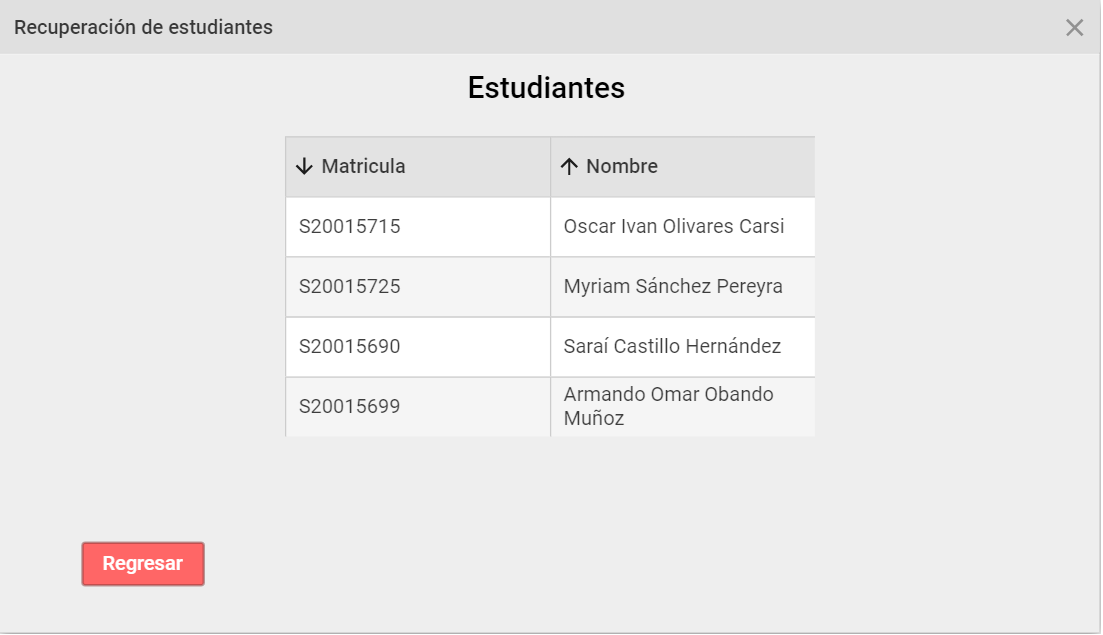 Recuperación de estudiantes
Estudiantes
Matricula Nombre
S20015715 Oscar Ivan Olivares Carsi
S20015725 Myriam Sánchez Pereyra
S20015690 Saraí Castillo Hernández
S20015699 Armando Omar Obando
Muñoz
Regresar